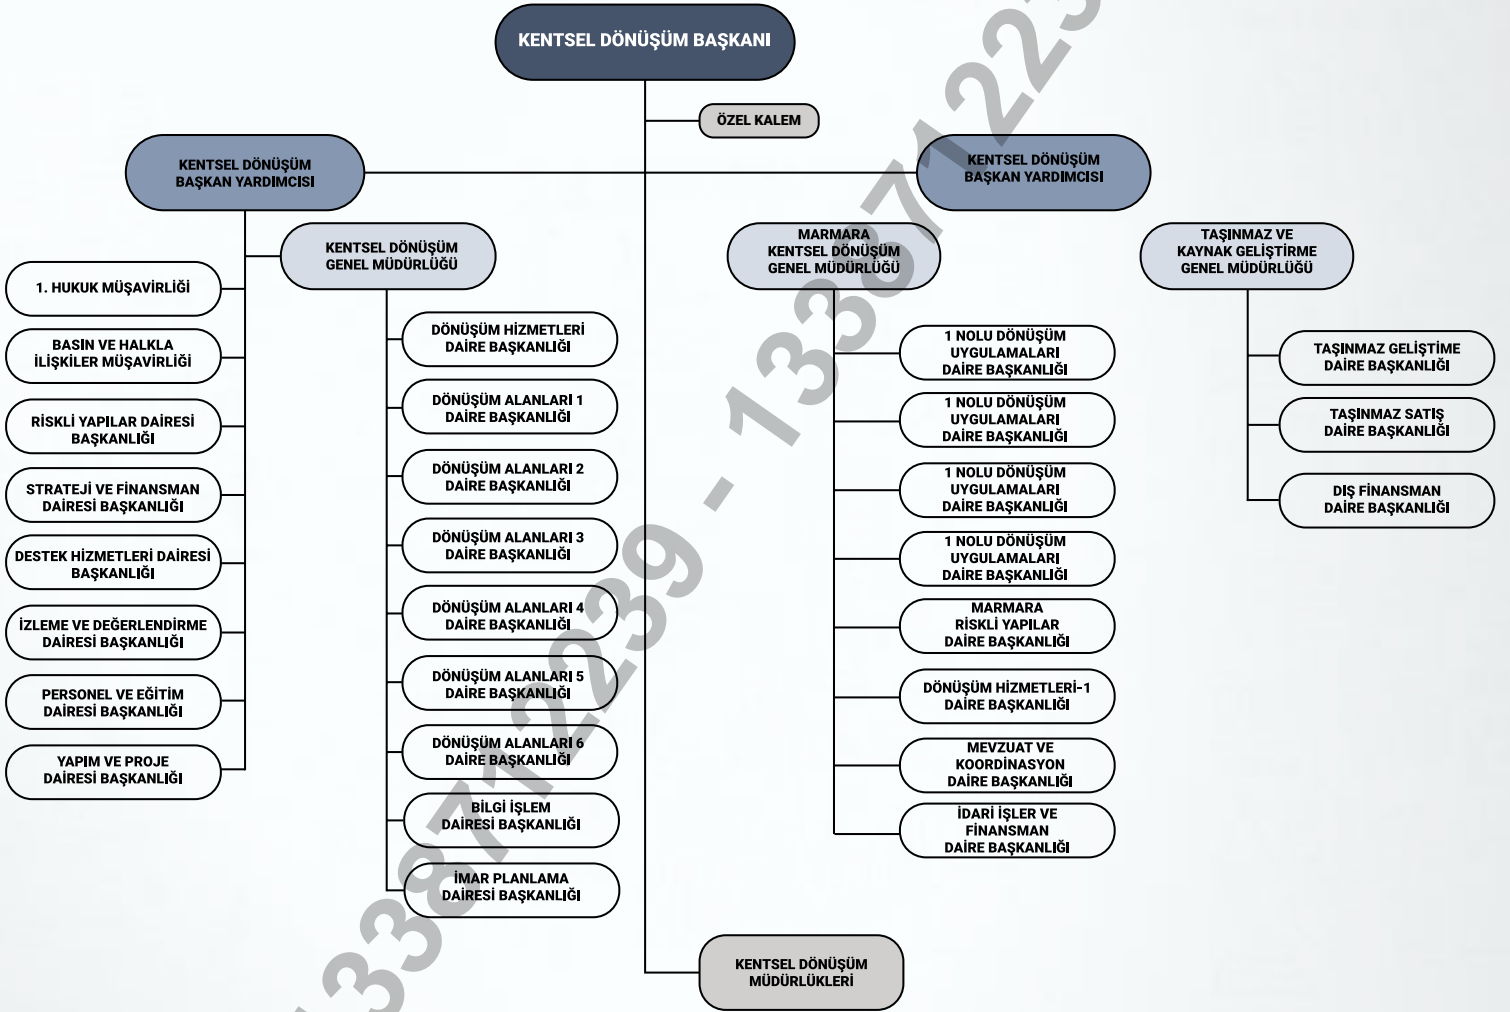 KENTSEL DÖNÜŞÜM BAŞKANI
ÖZEL KALEM
KENTSEL DÖNÜŞÜM
BAŞKAN YARDIMCISI
KENTSEL DÖNÜŞÜM
BAŞKAN YARDIMCISI
KENTSEL DÖNÜŞÜM
GENEL MÜDÜRLÜĞÜ
MARMARA
KENTSEL DÖNÜŞÜM
GENEL MÜDÜRLÜĞÜ
TAŞINMAZ VE
KAYNAK GELİŞTİRME
GENEL MÜDÜRLÜĞÜ
1. HUKUK MÜŞAVİRLİĞİ
BASIN VE HALKLA
İLİŞKİLER MÜŞAVİRLİĞİ
RİSKLİ YAPILAR DAİRESİ
BAŞKANLIĞI
STRATEJİ VE FİNANSMAN
DAİRESİ BAŞKANLIĞI
DESTEK HİZMETLERİ DAİRESİ
BAŞKANLIĞI
İZLEME VE DEĞERLENDİRME
DAİRESİ BAŞKANLIĞI
PERSONEL VE EĞİTİM
DAİRESİ BAŞKANLIĞI
YAPIM VE PROJE
DAİRESİ BAŞKANLIĞI
DÖNÜŞÜM HİZMETLERİ
DAİRE BAŞKANLIĞI
DÖNÜŞÜM ALANLARI 1
DAİRE BAŞKANLIĞI
DÖNÜŞÜM ALANLARI 2
DAİRE BAŞKANLIĞI
DÖNÜŞÜM ALANLARI 3
DAİRE BAŞKANLIĞI
DÖNÜŞÜM ALANLARI 4
DAİRE BAŞKANLIĞI
DÖNÜŞÜM ALANLARI 5
DAİRE BAŞKANLIĞI
DÖNÜŞÜM ALANLARI 6
DAİRE BAŞKANLIĞI
BİLGİ İŞLEM
DAİRESİ BAŞKANLIĞI
İMAR PLANLAMA
DAİRESİ BAŞKANLIĞI
1 NOLU DÖNÜŞÜM
UYGULAMALARI
DAİRE BAŞKANLIĞI
1 NOLU DÖNÜŞÜM
UYGULAMALARI
DAİRE BAŞKANLIĞI
1 NOLU DÖNÜŞÜM
UYGULAMALARI
DAİRE BAŞKANLIĞI
1 NOLU DÖNÜŞÜM
UYGULAMALARI
DAİRE BAŞKANLIĞI
MARMARA
RİSKLİ YAPILAR
DAİRE BAŞKANLIĞI
DÖNÜŞÜM HİZMETLERİ-1
DAİRE BAŞKANLIĞI
MEVZUAT VE
KOORDİNASYON
DAİRE BAŞKANLIĞI
İDARİ İŞLER VE
FİNANSMAN
DAİRE BAŞKANLIĞI
TAŞINMAZ GELİŞTİME
DAİRE BAŞKANLIĞI
TAŞINMAZ SATIŞ
DAİRE BAŞKANLIĞI
DIŞ FİNANSMAN
DAİRE BAŞKANLIĞI
KENTSEL DÖNÜŞÜM
MÜDÜRLÜKLERİ